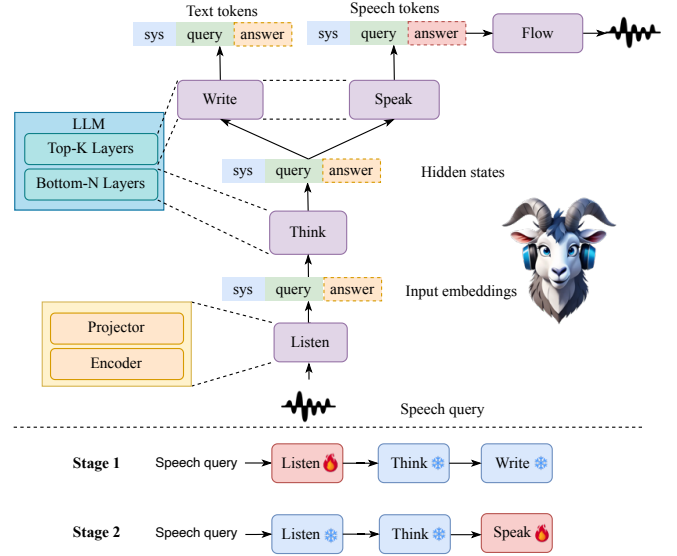 Text tokens
Speech tokens
sys query answer
sys query answer
Flow
Write
Speak
LLM
Top-K Layers
Bottom-N Layers
sys query answer
Hidden states
Think
sys query answer
Input embeddings
Projector
Encoder
Listen
Speech query
Stage 1 Speech query Listen Think Write
Stage 2 Speech query Listen Think Speak